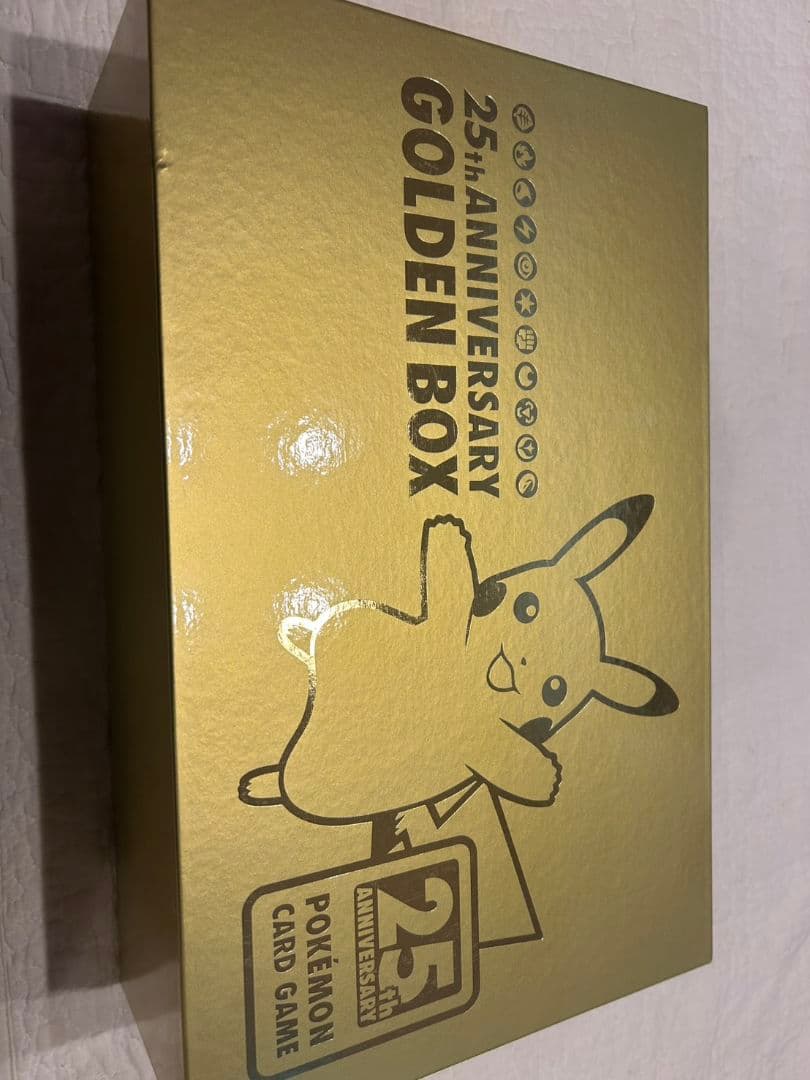 25th ANNIVERSARY
GOLDEN BOX
25th
ANNIVERSARY
POKÉMON
CARD GAME